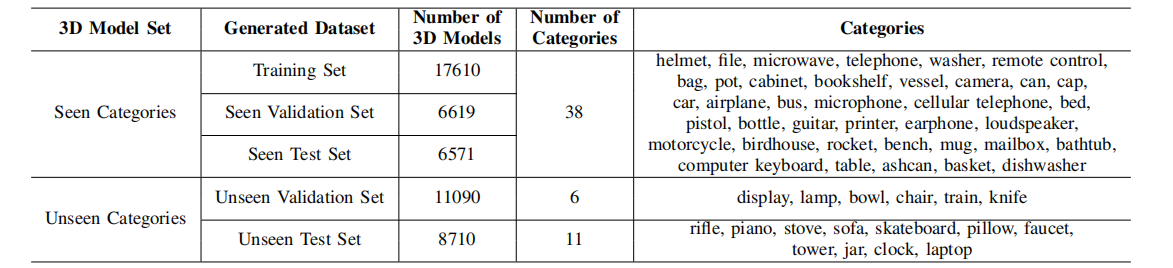 3D Model Set Generated Dataset Number of 3D Models Number of Categories Categories
Seen Categories
Training Set 17610
Seen Validation Set 6619
Seen Test Set 6571
38
helmet, file, microwave, telephone, washer, remote control,
bag, pot, cabinet, bookshelf, vessel, camera, can, cap,
car, airplane, bus, microphone, cellular telephone, bed,
pistol, bottle, guitar, printer, earphone, loudspeaker,
motorcycle, birdhouse, rocket, bench, mug, mailbox, bathtub,
computer keyboard, table, ashcan, basket, dishwasher
Unseen Categories
Unseen Validation Set 11090 6 display, lamp, bowl, chair, train, knife
Unseen Test Set 8710 11
rifle, piano, stove, sofa, skateboard, pillow, faucet,
tower, jar, clock, laptop